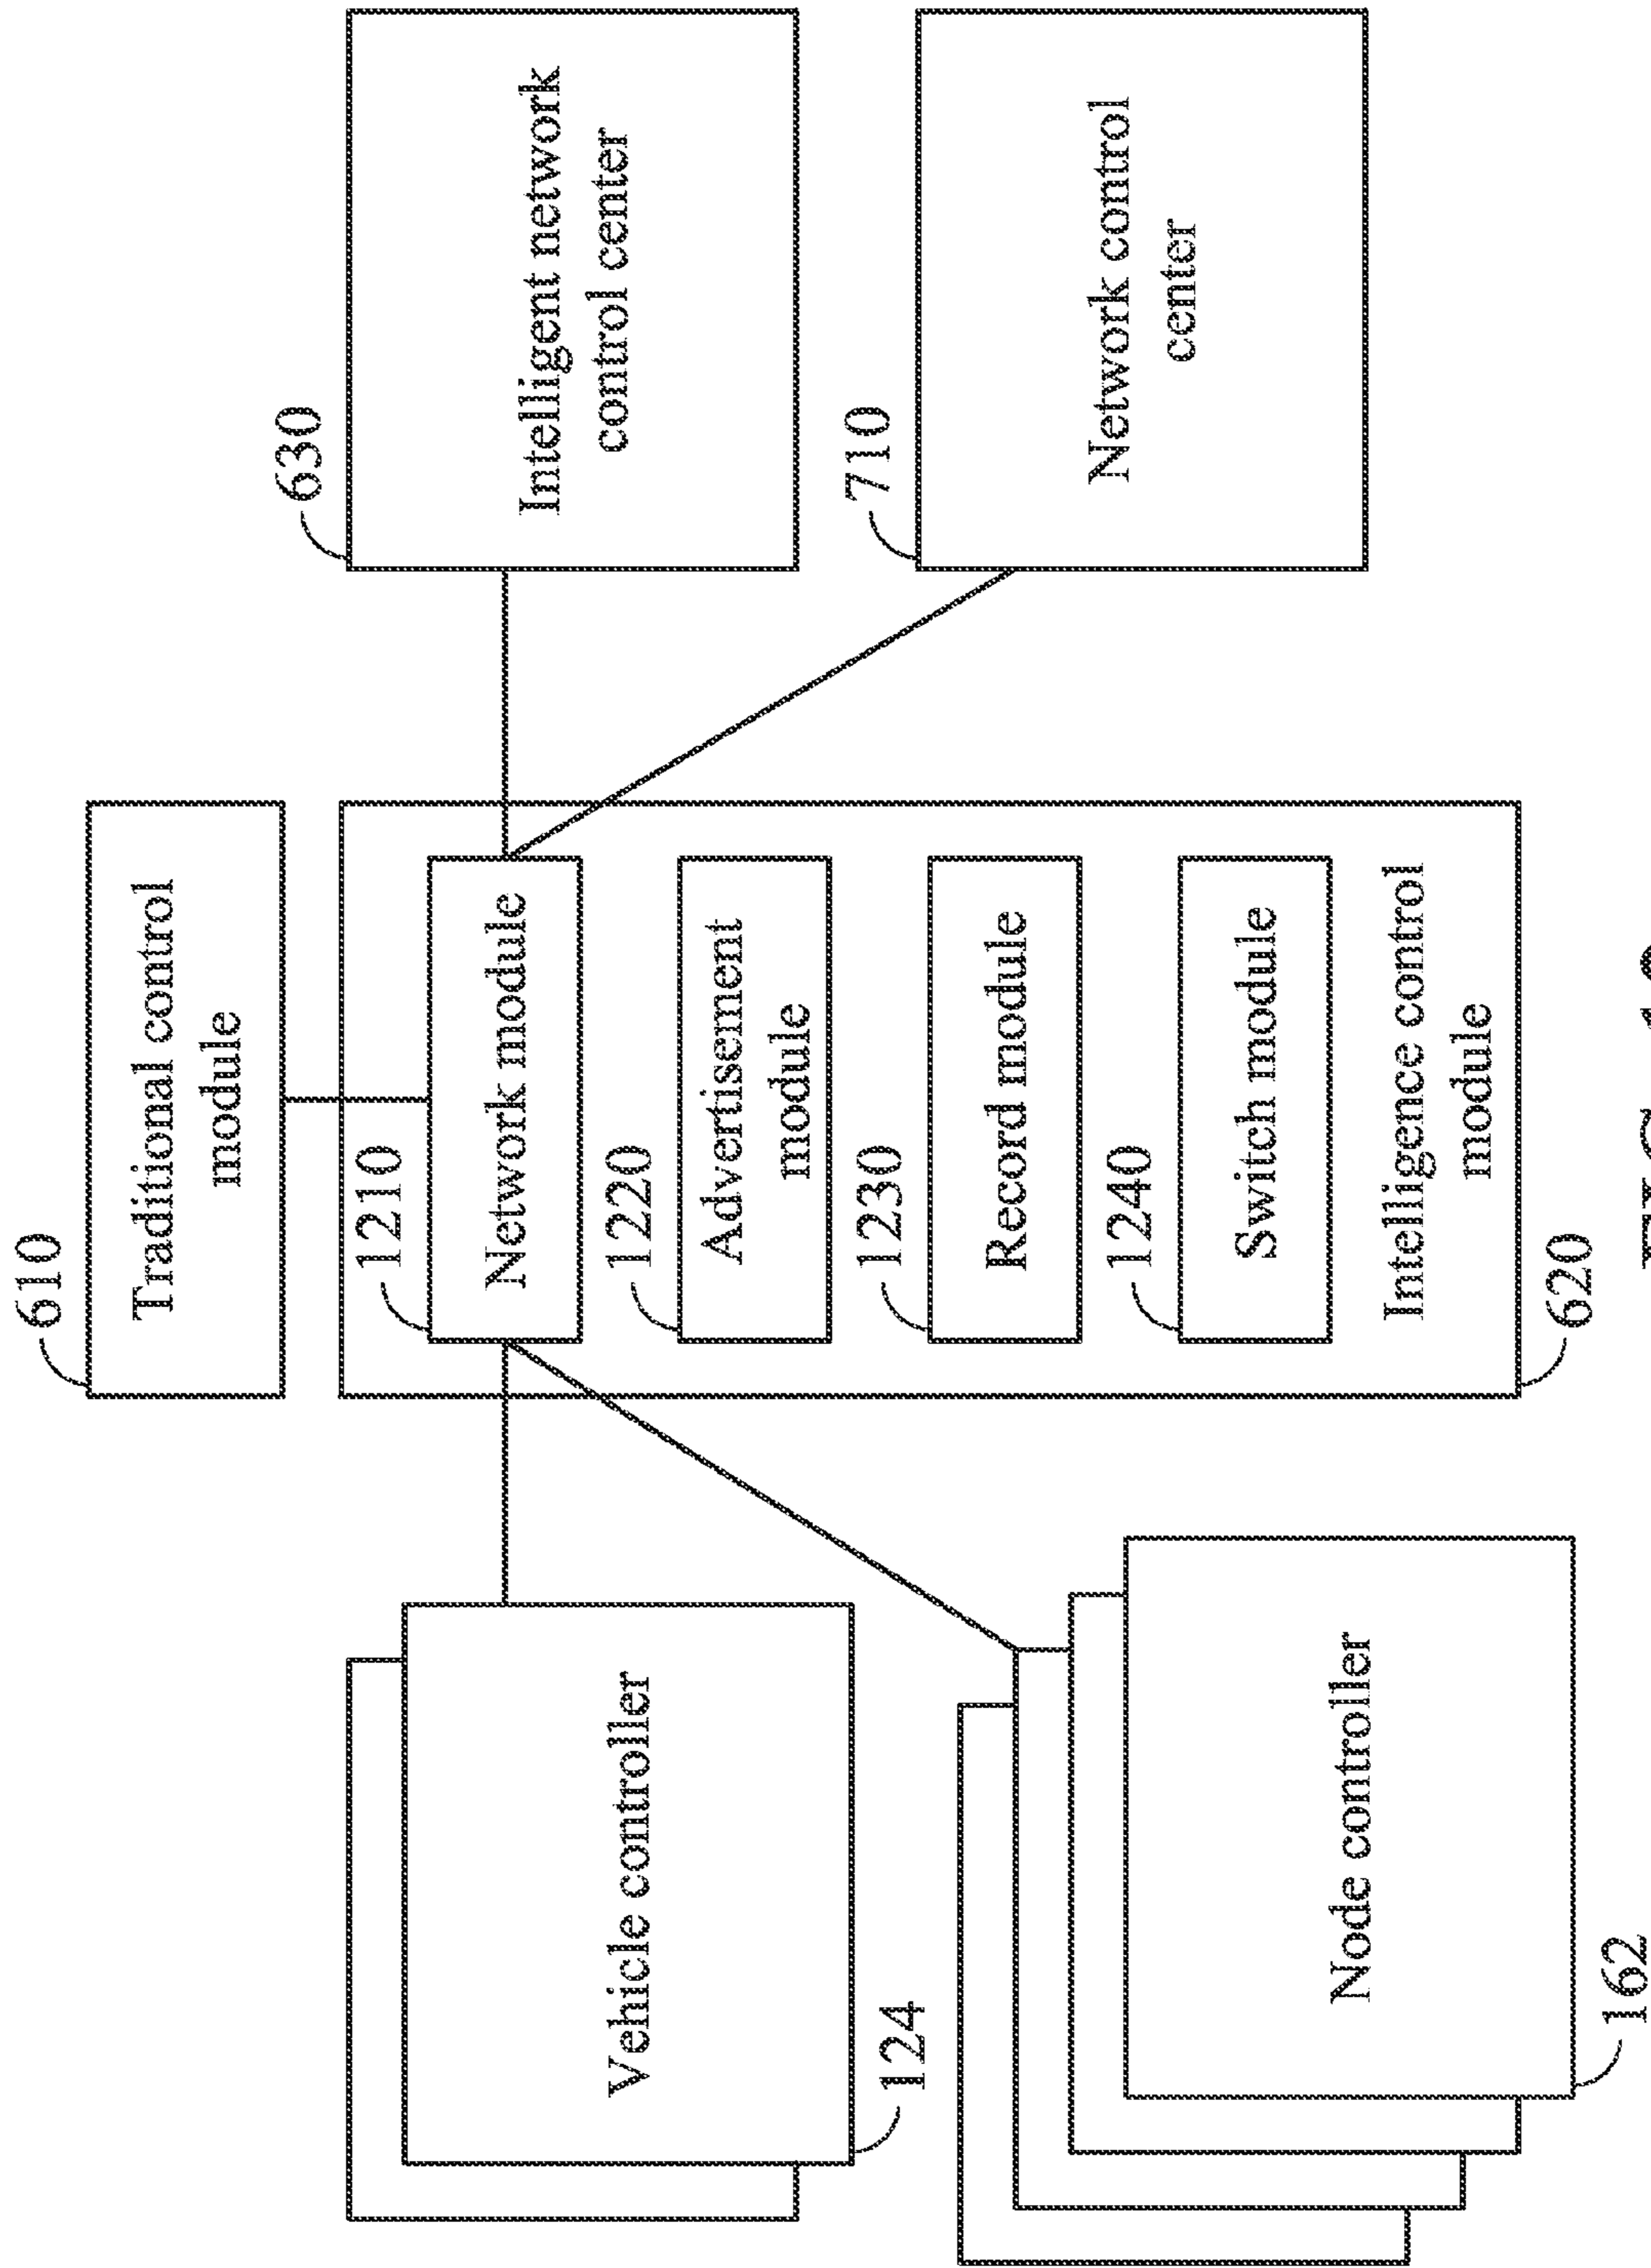 610
Traditional control
module
Vehicle controller
124
Node controller
162
1210
Network module
1220
Advertisement
module
1230
Record module
1240
Switch module
Intelligence control
module
620
630
Intelligent network
control center
710
Network control
center